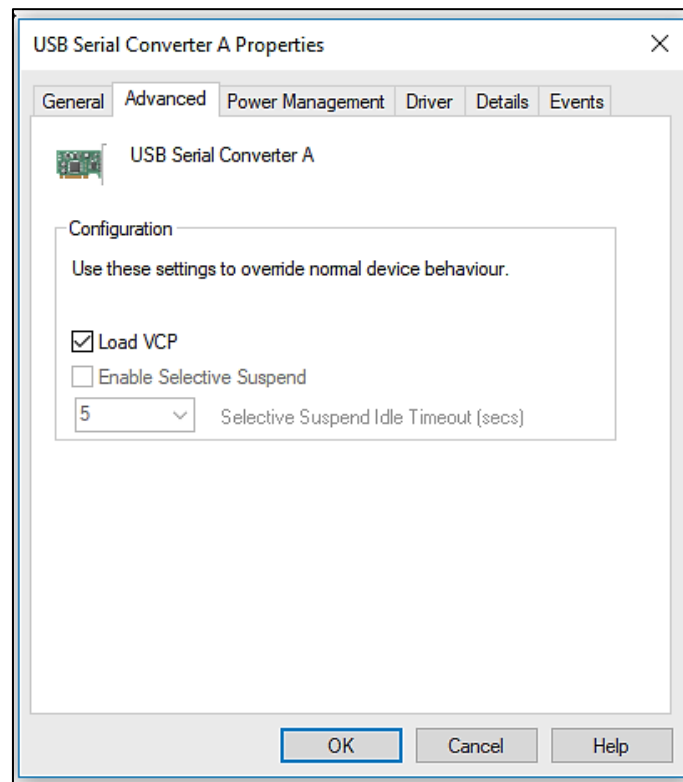 USB Serial Converter A Properties
General Advanced Power Management Driver Details Events
USB Serial Converter A
Configuration
Use these settings to override normal device behaviour.
Load VCP
Enable Selective Suspend
5 Selective Suspend Idle Timeout (secs)
OK Cancel Help